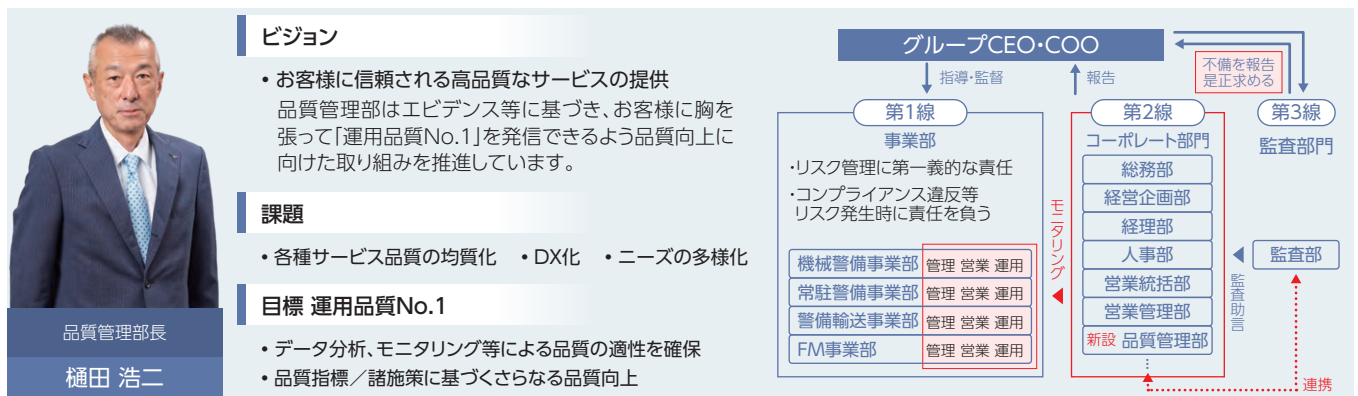 品質管理部長
樋田 浩二
ビジョン
• お客様に信頼される高品質なサービスの提供
品質管理部はエビデンス等に基づき、お客様に胸を
張って「運用品質No.1」を発信できるよう品質向上に
向けた取り組みを推進しています。
課題
• 各種サービス品質の均質化 • DX化 • ニーズの多様化
目標 運用品質No.1
• データ分析、モニタリング等による品質の適性を確保
• 品質指標／諸施策に基づくさらなる品質向上
グループCEO・COO
指導・監督
報告
不備を報告
是正求める
第1線
事業部
・リスク管理に第一義的な責任
・コンプライアンス違反等
リスク発生時に責任を負う
機械警備事業部 管理 営業 運用
常駐警備事業部 管理 営業 運用
警備輸送事業部 管理 営業 運用
FM事業部 管理 営業 運用
モニタリング
第2線
コーポレート部門
総務部
経営企画部
経理部
人事部
営業統括部
営業管理部
新設 品質管理部
第3線
監査部門
監査部
監査助言
連携